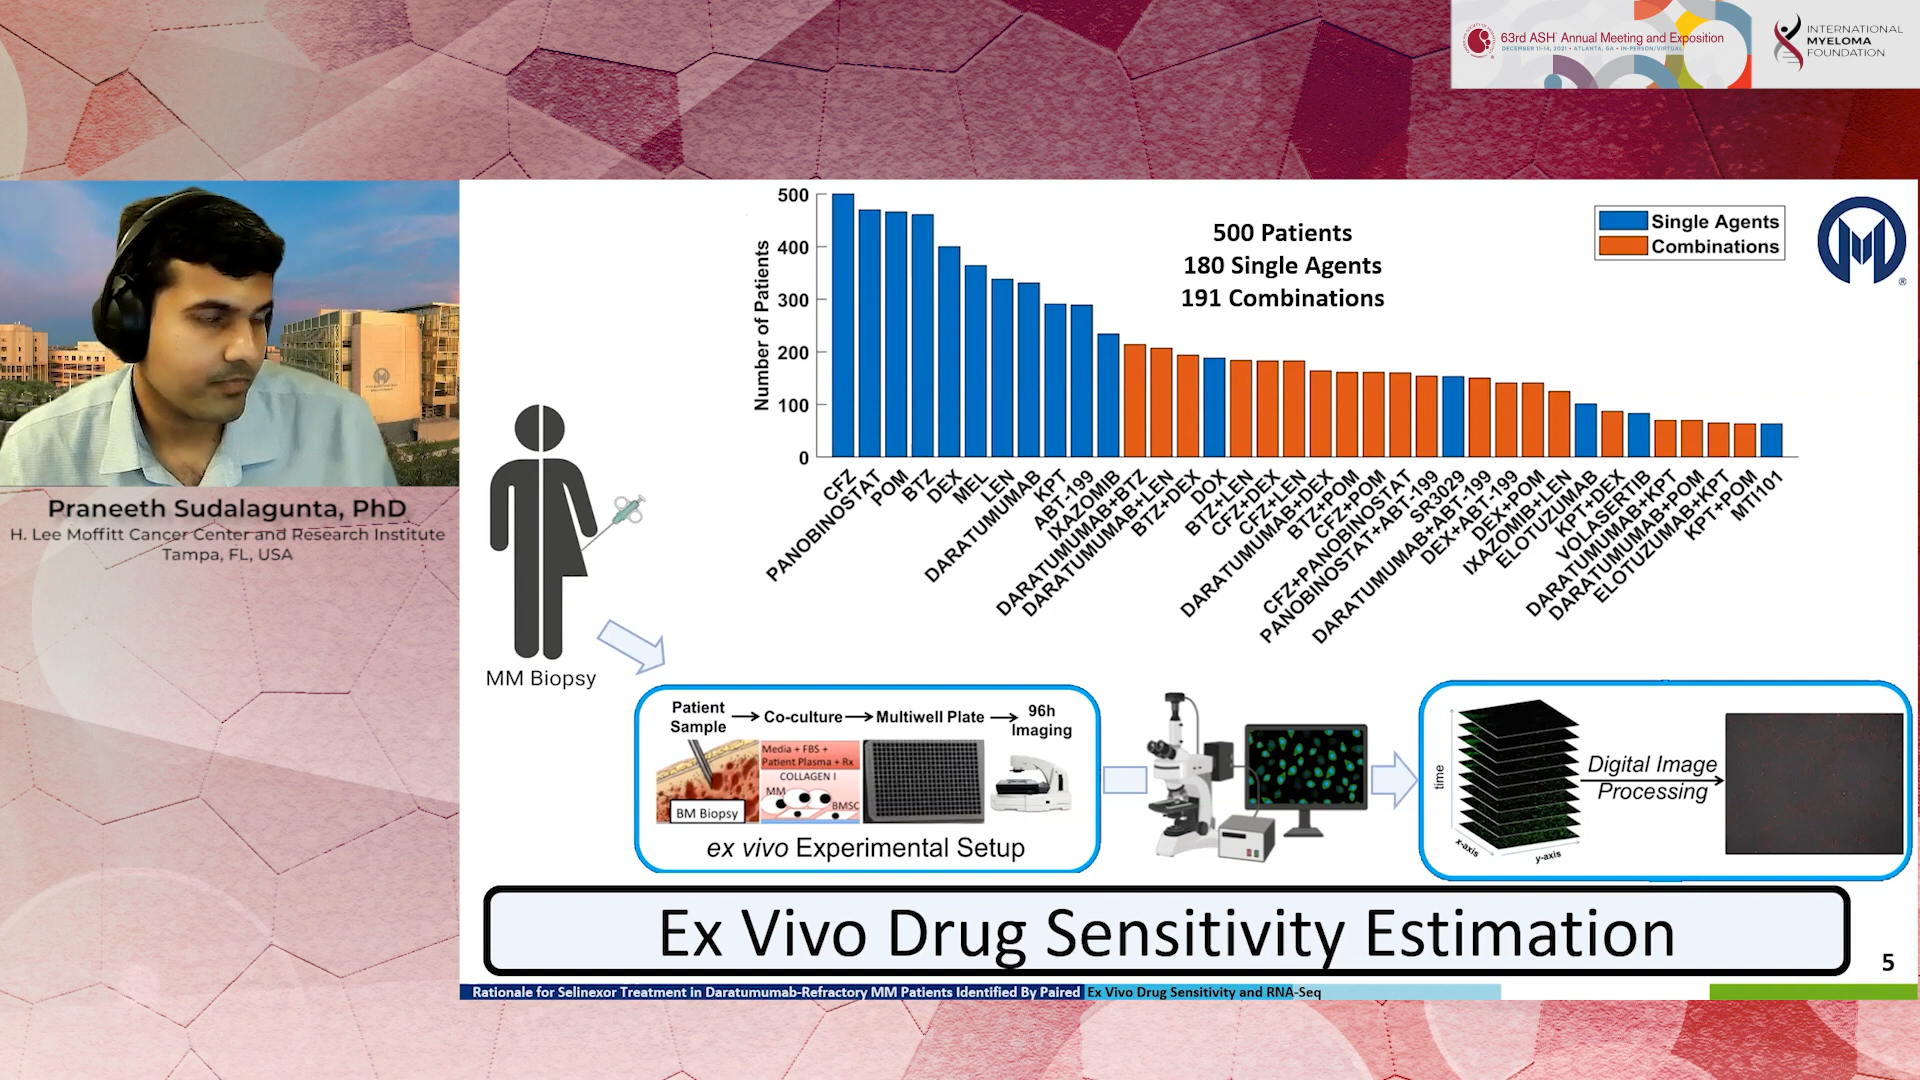 63rd ASH Annual Meeting and Exposition
DECEMBER 11-14, 2021 • ATLANTA, GA • IN-PERSON/VIRTUAL
INTERNATIONAL
MYELOMA
FOUNDATION
Praneeth Sudalagunta, PhD
H. Lee Moffitt Cancer Center and Research Institute
Tampa, FL, USA
500 Patients
180 Single Agents
191 Combinations
Single Agents
Combinations
®
Number of Patients
500
400
300
200
100
0
CFZ
PANOBINOSTAT
POM
BTZ
DEX
MEL
LEN
DARATUMUMAB
KPT
ABT-199
IXAZOMIB
DARATUMUMAB+BTZ
DARATUMUMAB+LEN
BTZ+DEX
DOX
BTZ+LEN
CFZ+DEX
CFZ+LEN
DARATUMUMAB+DEX
BTZ+POM
CFZ+POM
CFZ+PANOBINOSTAT
PANOBINOSTAT+ABT-199
SR3029
DARATUMUMAB+ABT-199
DEX+ABT-199
DEX+POM
IXAZOMIB+LEN
ELOTUZUMAB
KPT+DEX
VOLASERTIB
DARATUMUMAB+KPT
DARATUMUMAB+POM
ELOTUZUMAB+KPT
KPT+POM
MTI101
MM Biopsy
Patient
Sample
Co-culture
Multiwell Plate
96h
Imaging
Media + FBS +
Patient Plasma + Rx
COLLAGEN I
MM
BMSC
BM Biopsy
ex vivo Experimental Setup
time
x-axis
y-axis
Digital Image
Processing
Ex Vivo Drug Sensitivity Estimation
5
Rationale for Selinexor Treatment in Daratumumab-Refractory MM Patients Identified By Paired Ex Vivo Drug Sensitivity and RNA-Seq